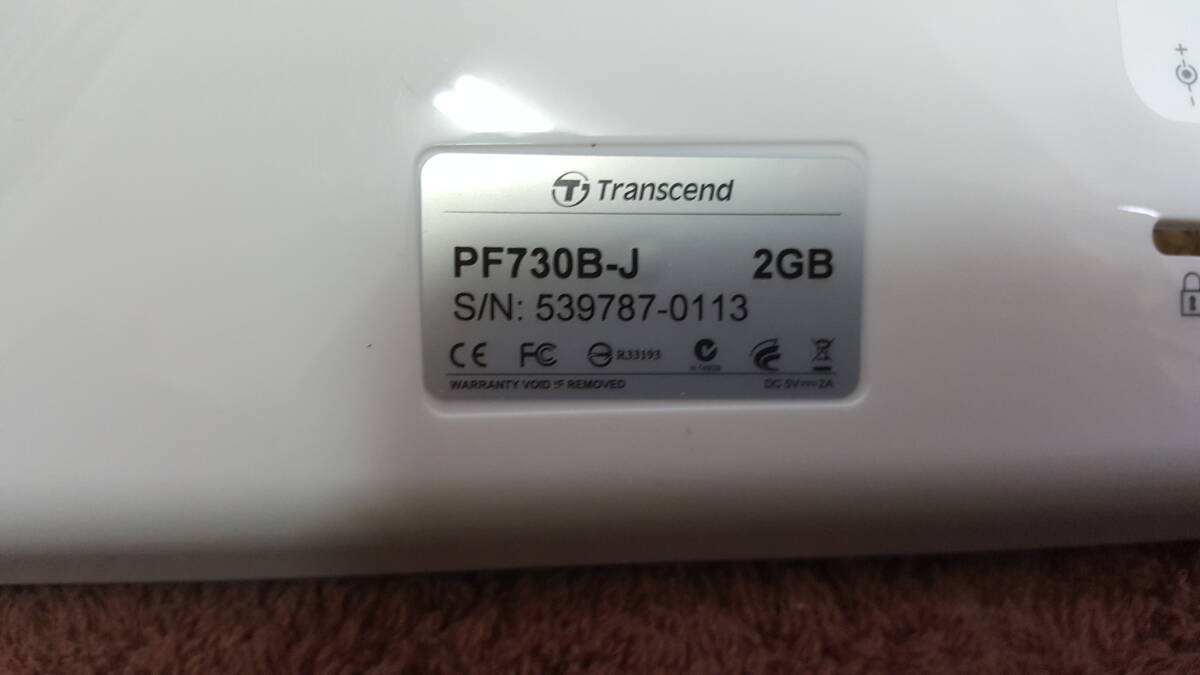 Transcend
PF730B-J 2GB
S/N: 539787-0113
CE FC R33193
WARRANTY VOID IF REMOVED DC 5V⎓2A